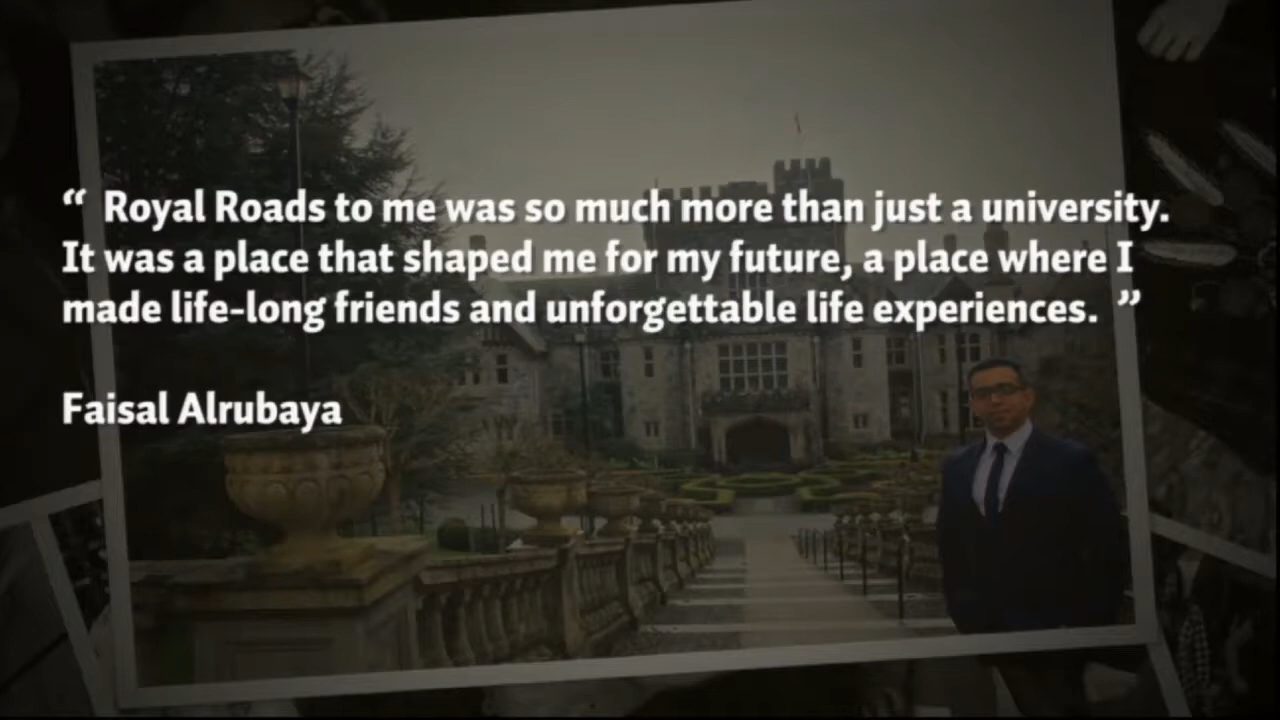 “ Royal Roads to me was so much more than just a university.
It was a place that shaped me for my future, a place where I
made life-long friends and unforgettable life experiences. ”
Faisal Alrubaya